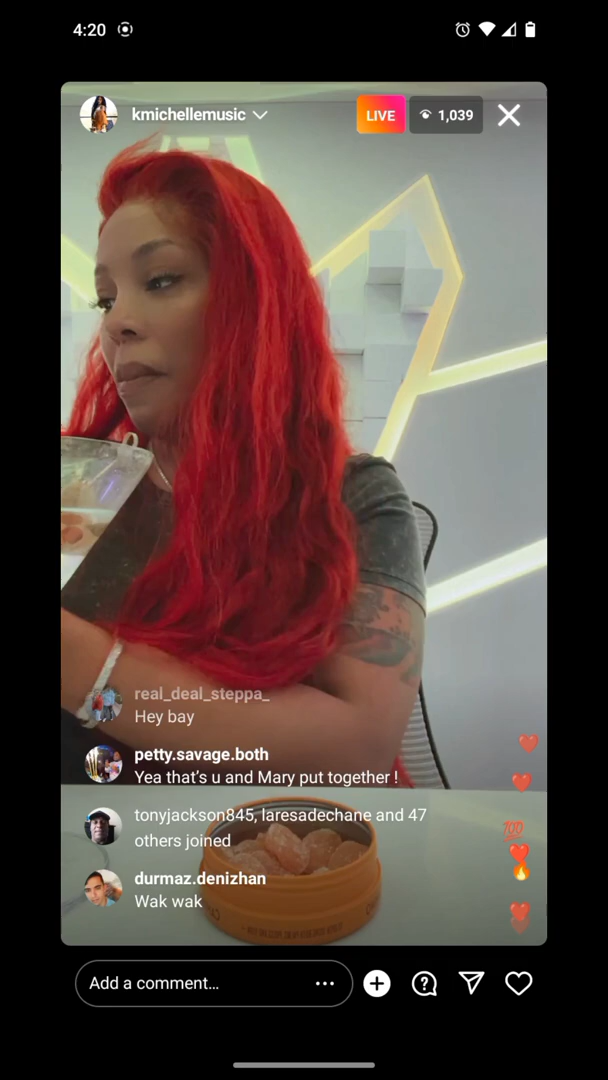 4:20
kmichellemusic
LIVE
1,039
real_deal_steppa_
Hey bay
petty.savage.both
Yea that's u and Mary put together !
tonyjackson845, laresadechane and 47
others joined
💯
durmaz.denizhan
Wak wak
Add a comment...